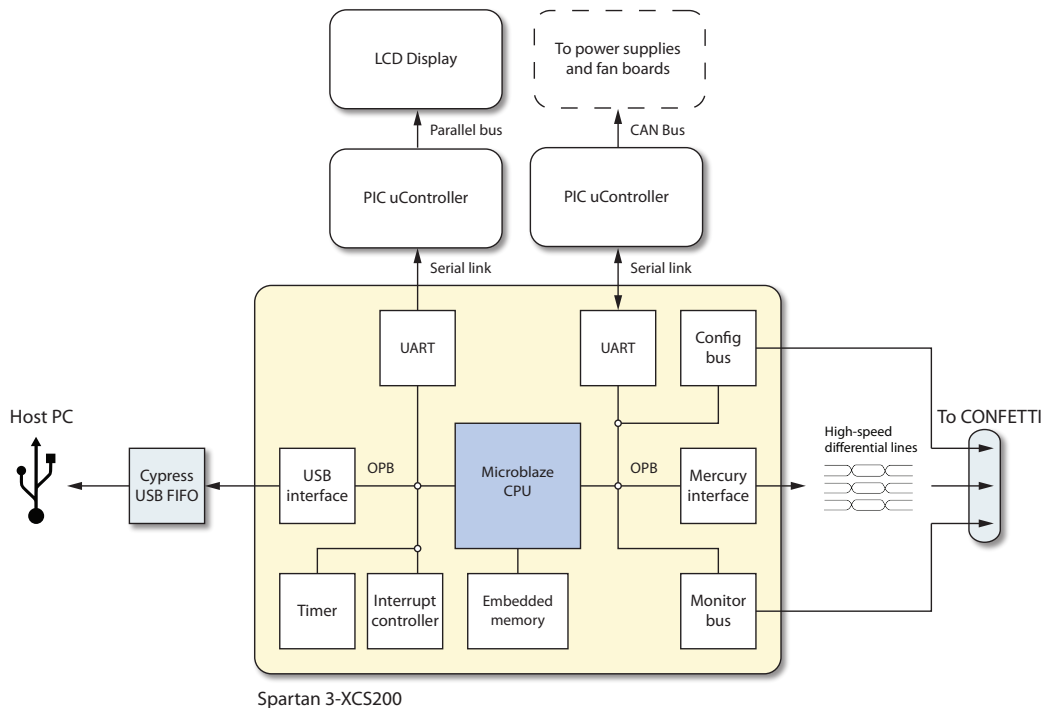 LCD Display
To power supplies
and fan boards
Parallel bus
CAN Bus
PIC uController
PIC uController
Serial link
Serial link
UART
UART
Config
bus
Host PC
To CONFETTI
High-speed
differential lines
Cypress
USB FIFO
USB
interface
OPB
Microblaze
CPU
OPB
Mercury
interface
Timer
Interrupt
controller
Embedded
memory
Monitor
bus
Spartan 3-XCS200